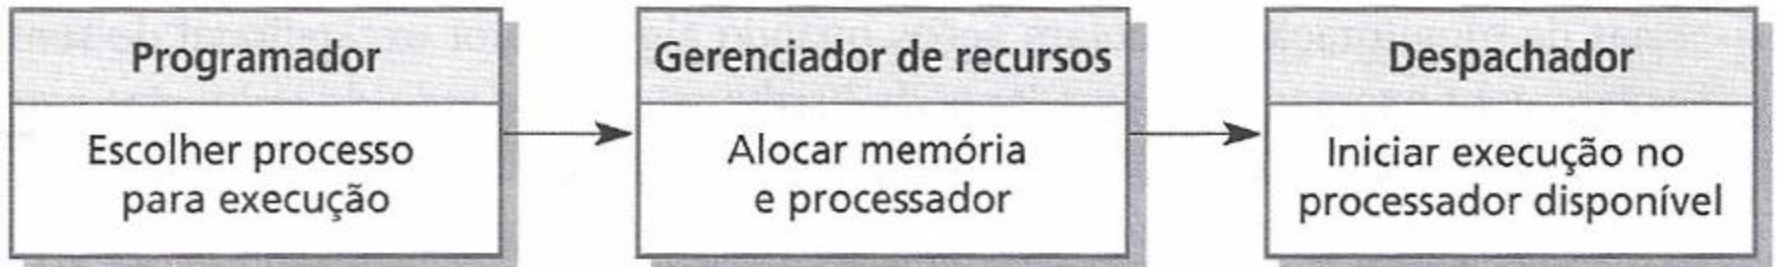 Programador
Escolher processo
para execução
Gerenciador de recursos
Alocar memória
e processador
Despachador
Iniciar execução no
processador disponível